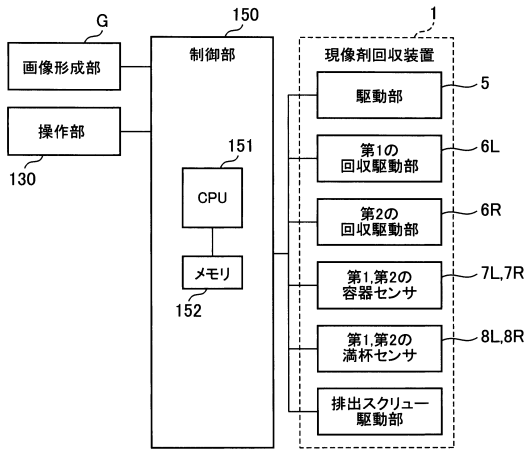 G
画像形成部
操作部
130
150
制御部
151
CPU
メモリ
152
1
現像剤回収装置
駆動部
5
第1の
回収駆動部
6L
第2の
回収駆動部
6R
第1,第2の
容器センサ
7L,7R
第1,第2の
満杯センサ
8L,8R
排出スクリュー
駆動部